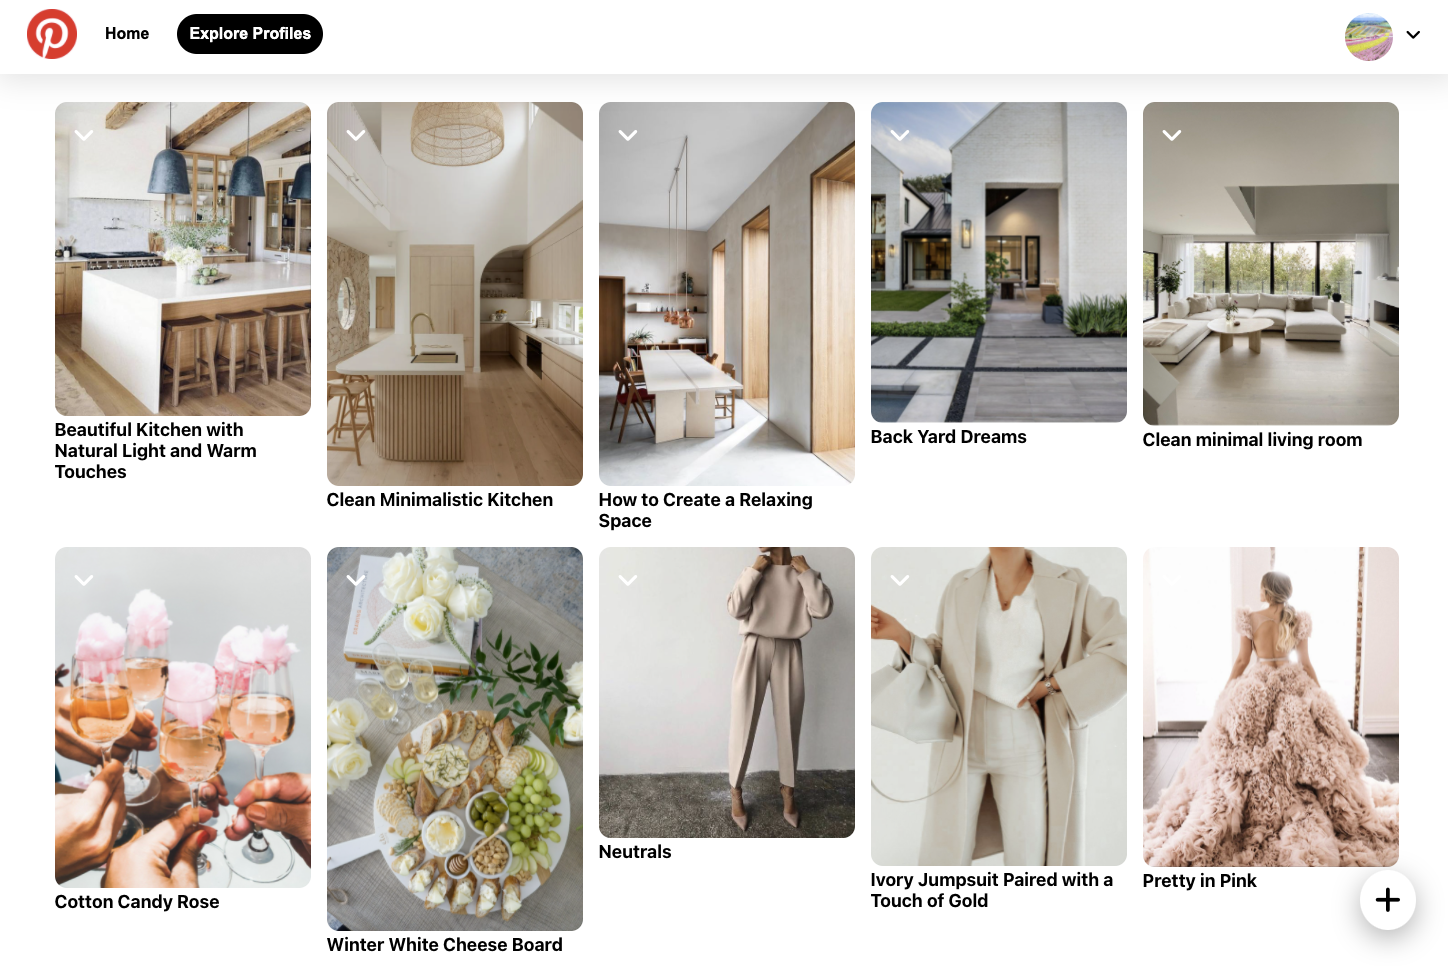 Home
Explore Profiles
Beautiful Kitchen with
Natural Light and Warm
Touches
Clean Minimalistic Kitchen
How to Create a Relaxing
Space
Back Yard Dreams
Clean minimal living room
Cotton Candy Rose
Winter White Cheese Board
Neutrals
Ivory Jumpsuit Paired with a
Touch of Gold
Pretty in Pink